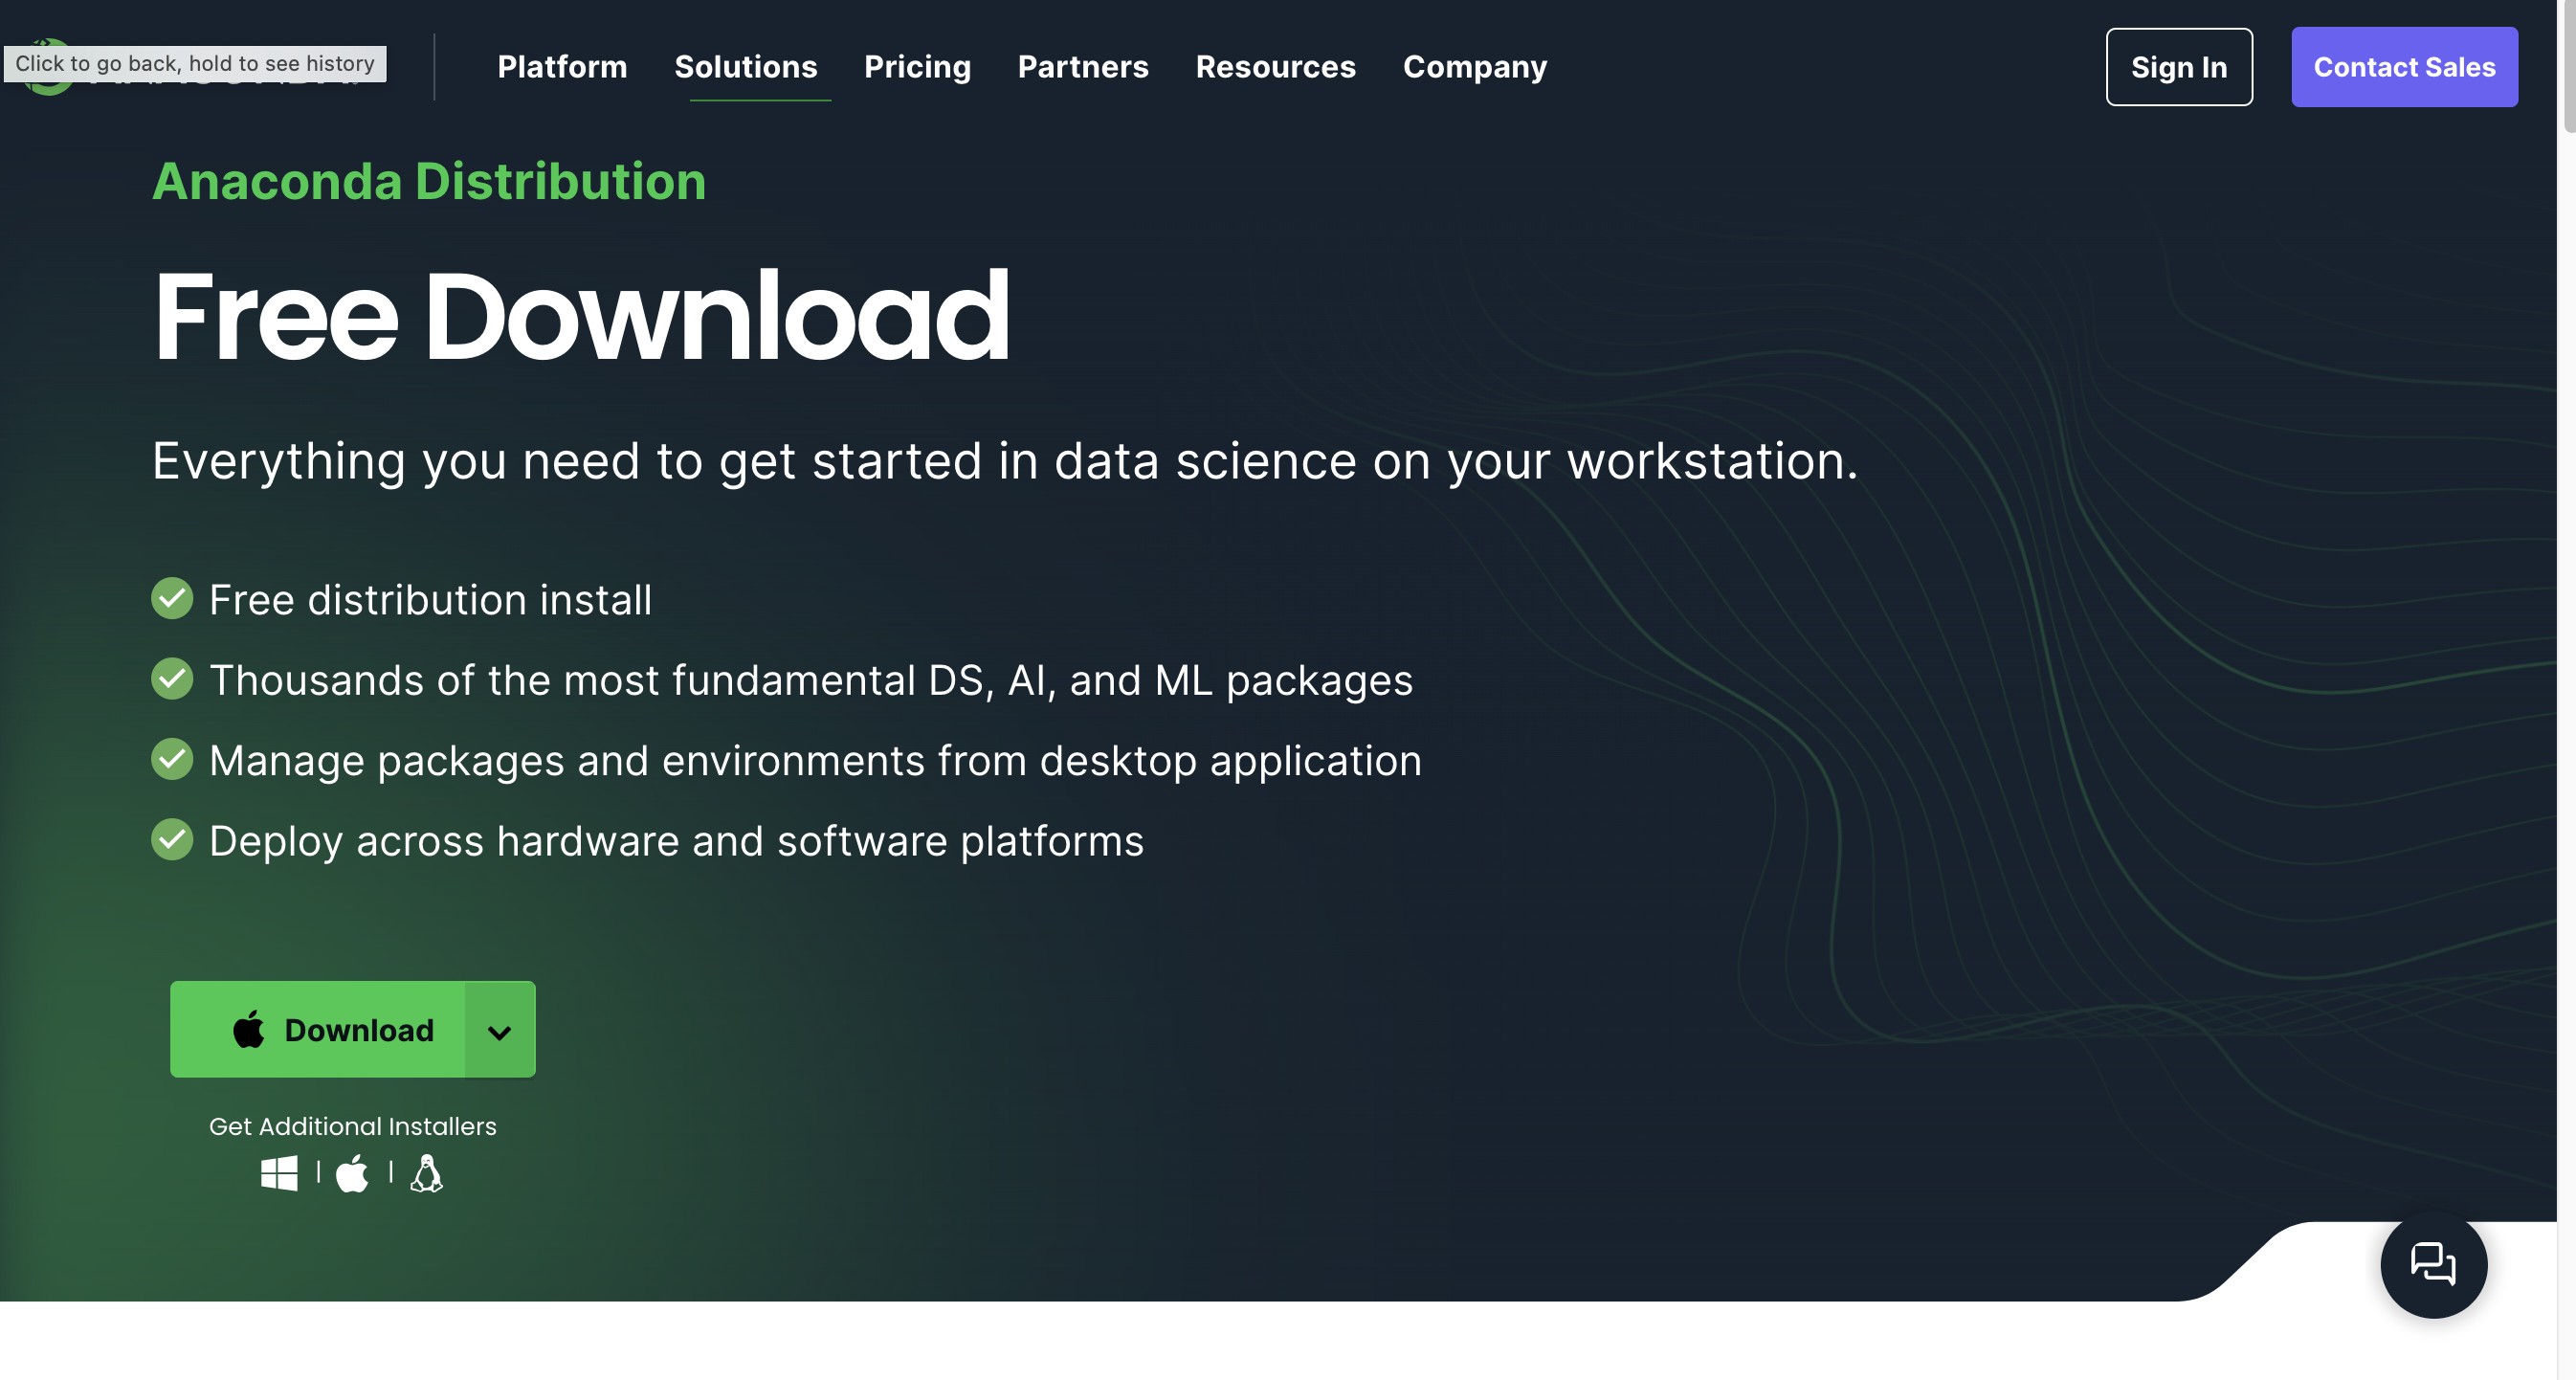 Click to go back, hold to see history
Platform
Solutions
Pricing
Partners
Resources
Company
Sign In
Contact Sales
Anaconda Distribution
Free Download
Everything you need to get started in data science on your workstation.
Free distribution install
Thousands of the most fundamental DS, AI, and ML packages
Manage packages and environments from desktop application
Deploy across hardware and software platforms
Download
Get Additional Installers